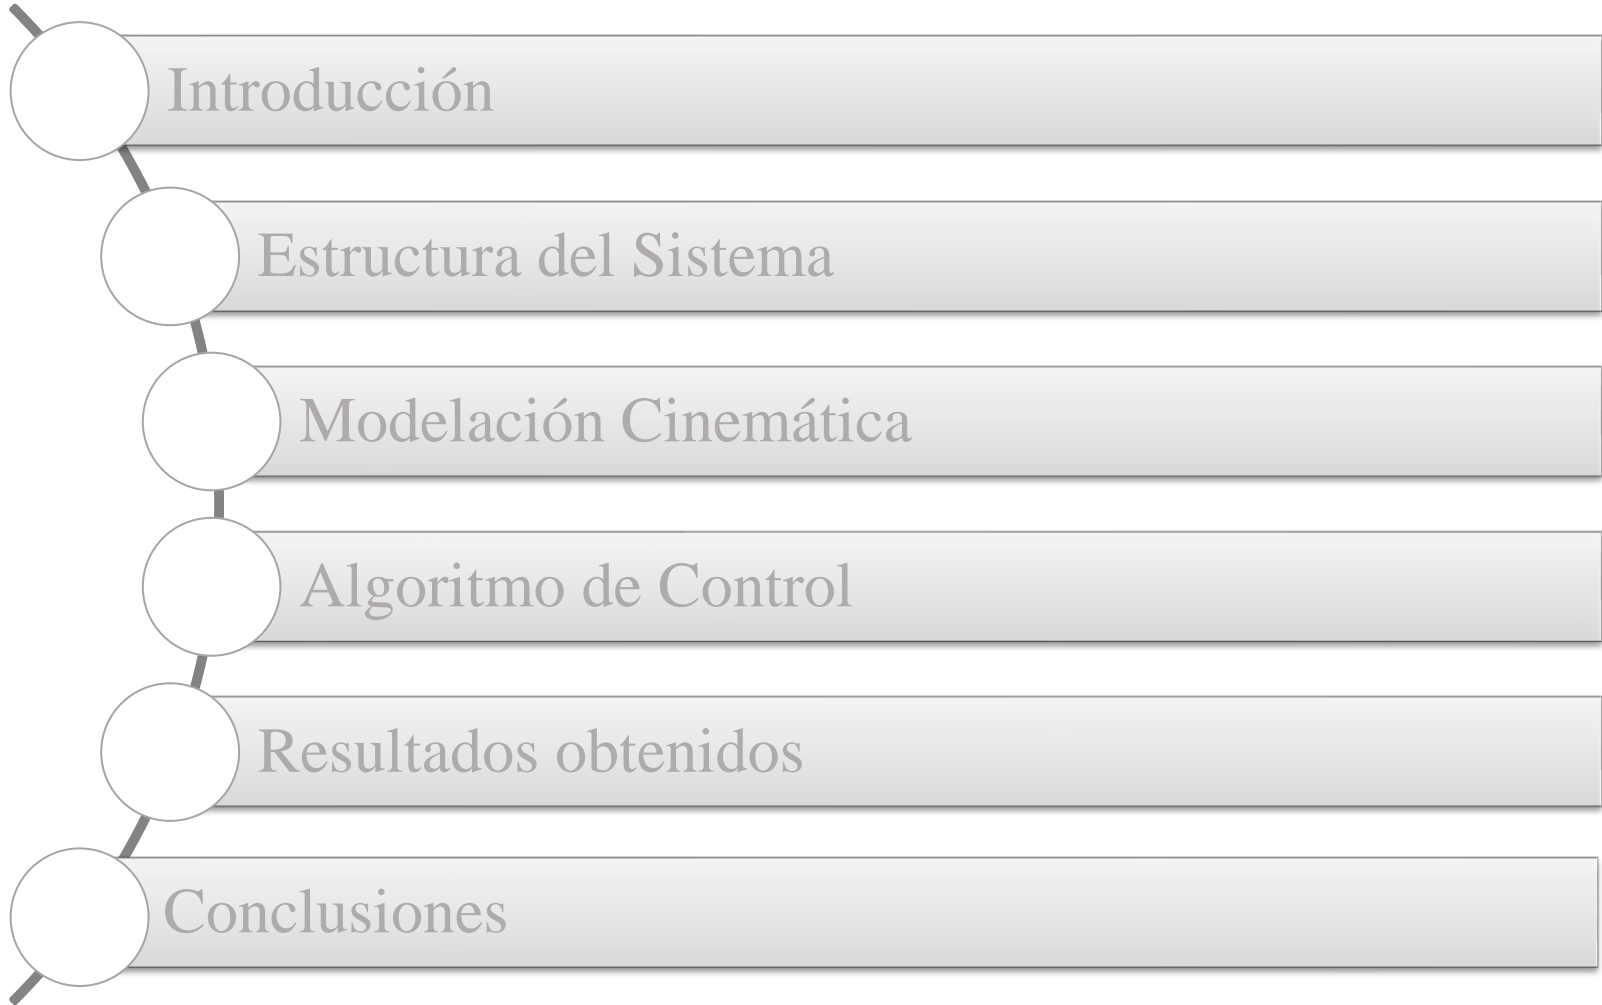 Introducción
Estructura del Sistema
Modelación Cinemática
Algoritmo de Control
Resultados obtenidos
Conclusiones